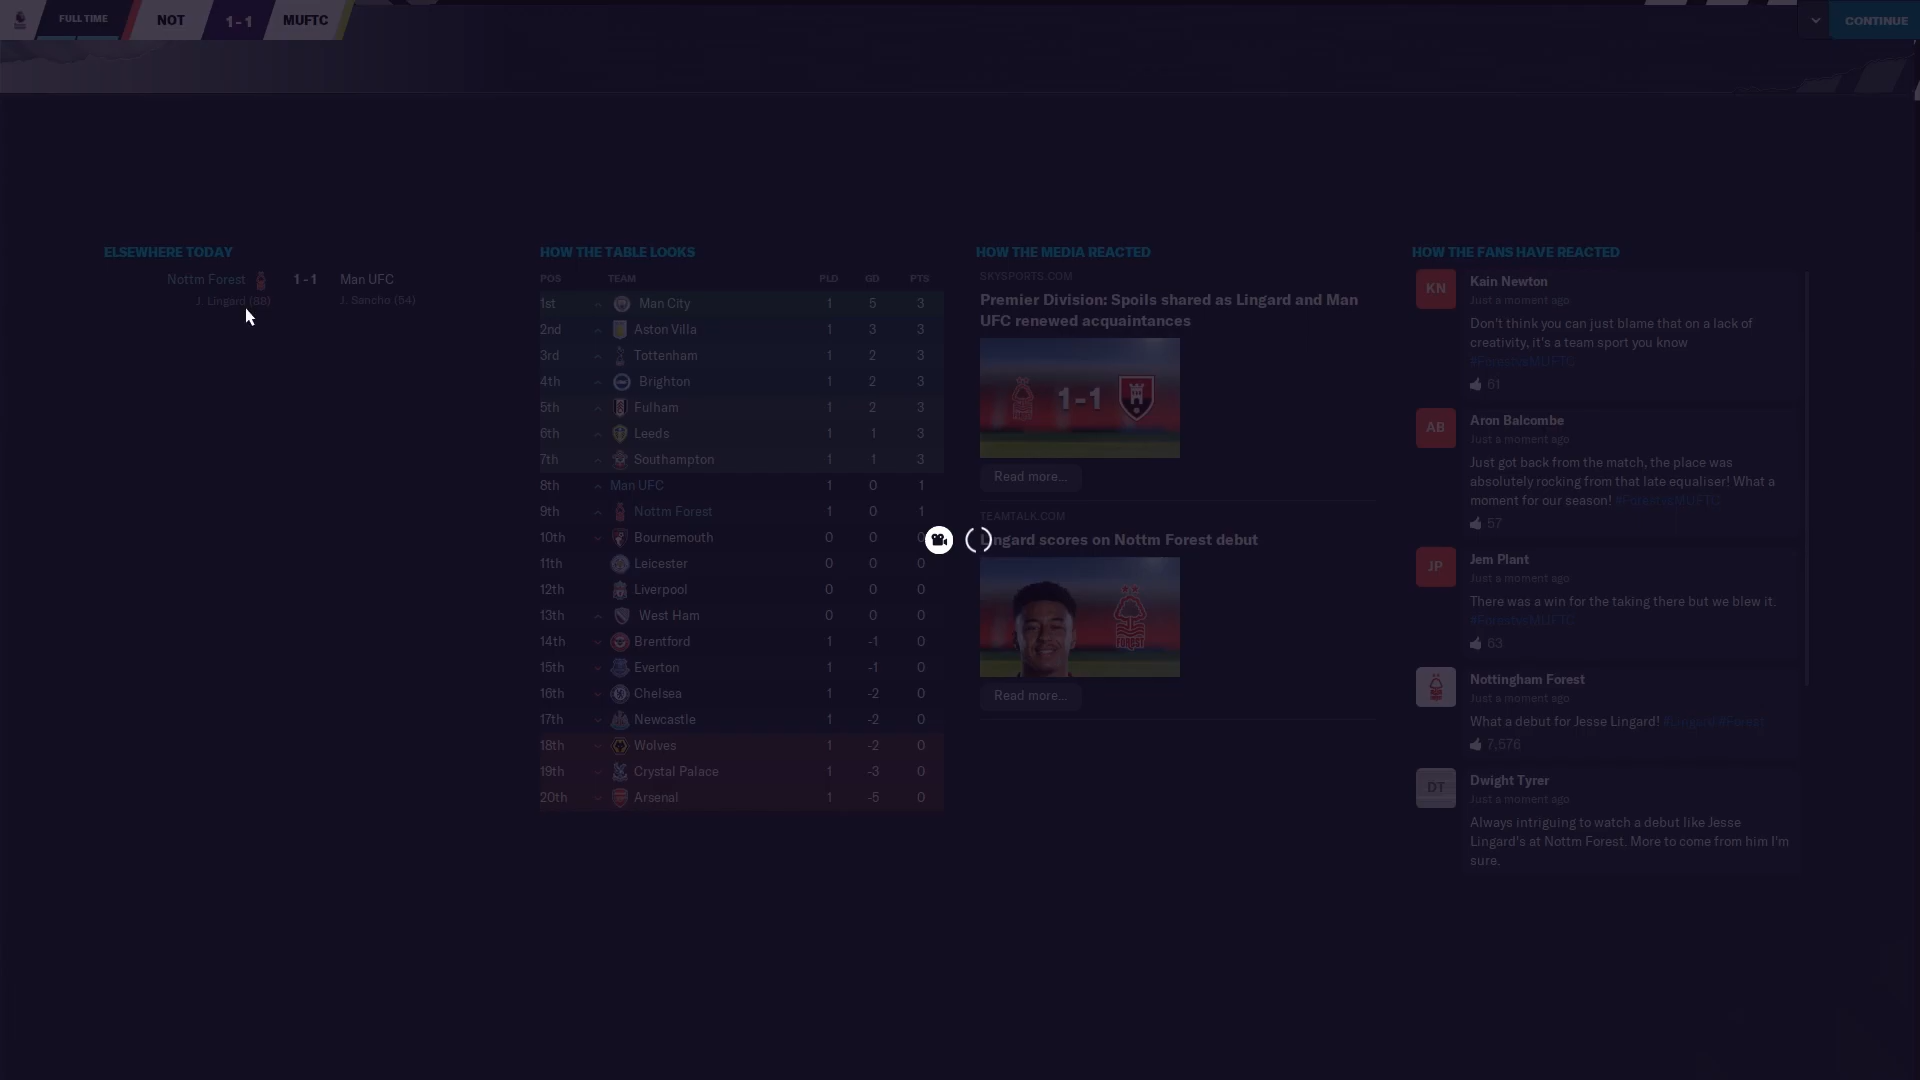 FULL TIME NOT 1 - 1 MUFTC CONTINUE
ELSEWHERE TODAY
Nottm Forest 1 - 1 Man UFC
J. Lingard (88) J. Sancho (54)
HOW THE TABLE LOOKS
POS TEAM PLD GD PTS
1st Man City 1 5 3
2nd Aston Villa 1 3 3
3rd Tottenham 1 2 3
4th Brighton 1 2 3
5th Fulham 1 2 3
6th Leeds 1 1 3
7th Southampton 1 1 3
8th Man UFC 1 0 1
9th Nottm Forest 1 0 1
10th Bournemouth 0 0 0
11th Leicester 0 0 0
12th Liverpool 0 0 0
13th West Ham 0 0 0
14th Brentford 1 -1 0
15th Everton 1 -1 0
16th Chelsea 1 -2 0
17th Newcastle 1 -2 0
18th Wolves 1 -2 0
19th Crystal Palace 1 -3 0
20th Arsenal 1 -5 0
HOW THE MEDIA REACTED
SKYSPORTS.COM
Premier Division: Spoils shared as Lingard and Man
UFC renewed acquaintances
1-1
Read more...
TEAMTALK.COM
Lingard scores on Nottm Forest debut
FOREST
Read more...
HOW THE FANS HAVE REACTED
KN Kain Newton
Just a moment ago
Don't think you can just blame that on a lack of
creativity, it's a team sport you know
#ForestvsMUFTC
61
AB Aron Balcombe
Just a moment ago
Just got back from the match, the place was
absolutely rocking from that late equaliser! What a
moment for our season! #ForestvsMUFTC
57
JP Jem Plant
Just a moment ago
There was a win for the taking there but we blew it.
#ForestvsMUFTC
63
Nottingham Forest
Just a moment ago
What a debut for Jesse Lingard! #Lingard #Forest
7,576
DT Dwight Tyrer
Just a moment ago
Always intriguing to watch a debut like Jesse
Lingard's at Nottm Forest. More to come from him I'm
sure.